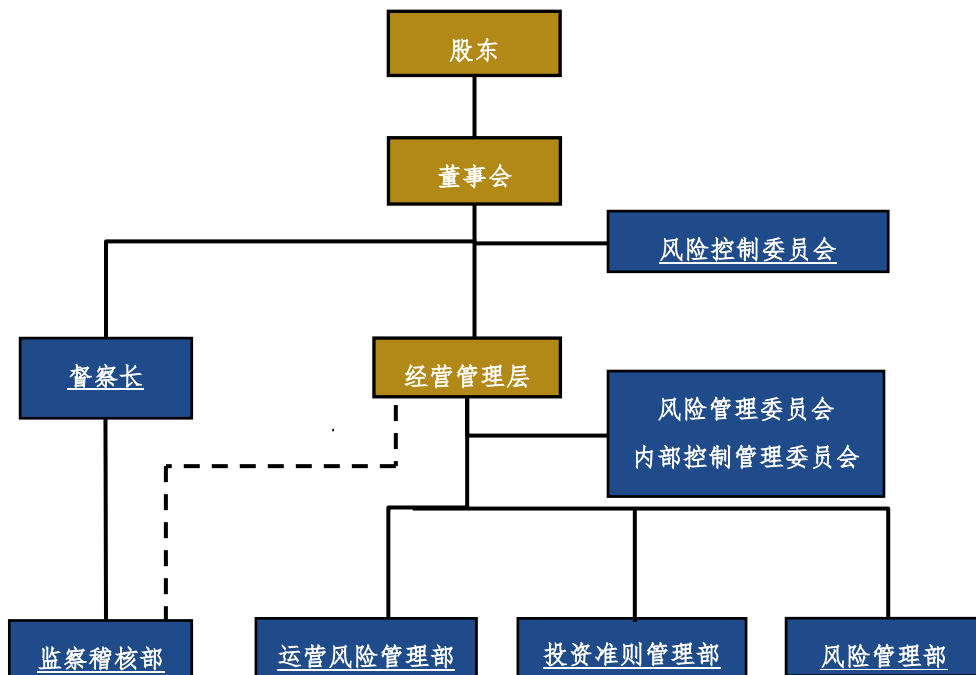 股东
董事会
风险控制委员会
督察长
经营管理层
风险管理委员会
内部控制管理委员会
监察稽核部
运营风险管理部
投资准则管理部
风险管理部